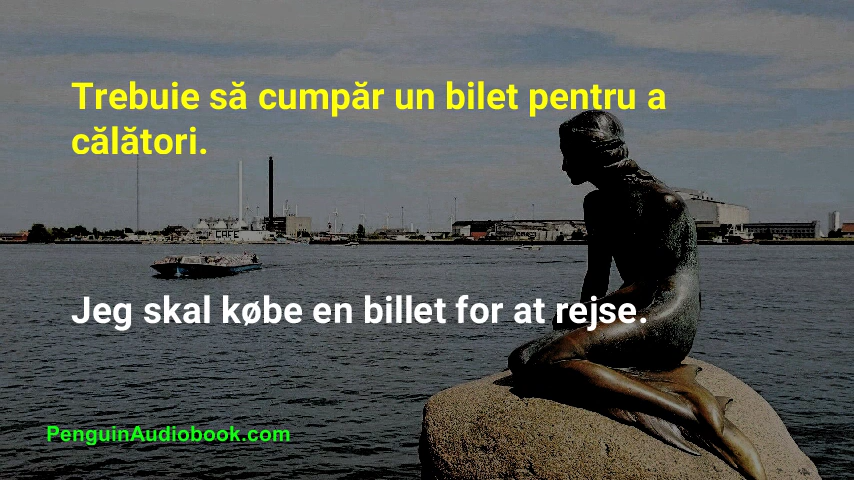 Trebuie să cumpăr un bilet pentru a
călători.
Jeg skal købe en billet for at rejse.
PenguinAudiobook.com